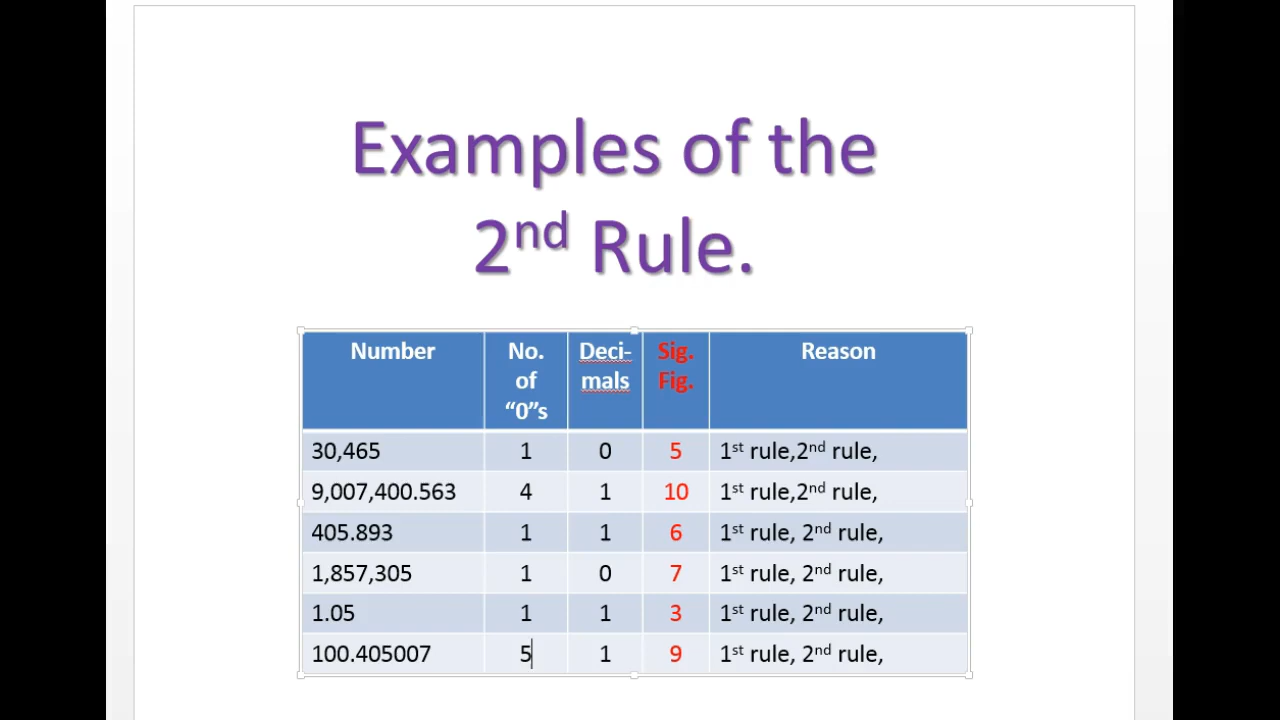 Examples of the
2nd Rule.
Number No. of “0”s Deci-mals Sig. Fig. Reason
30,465 1 0 5 1st rule,2nd rule,
9,007,400.563 4 1 10 1st rule,2nd rule,
405.893 1 1 6 1st rule, 2nd rule,
1,857,305 1 0 7 1st rule, 2nd rule,
1.05 1 1 3 1st rule, 2nd rule,
100.405007 5 1 9 1st rule, 2nd rule,